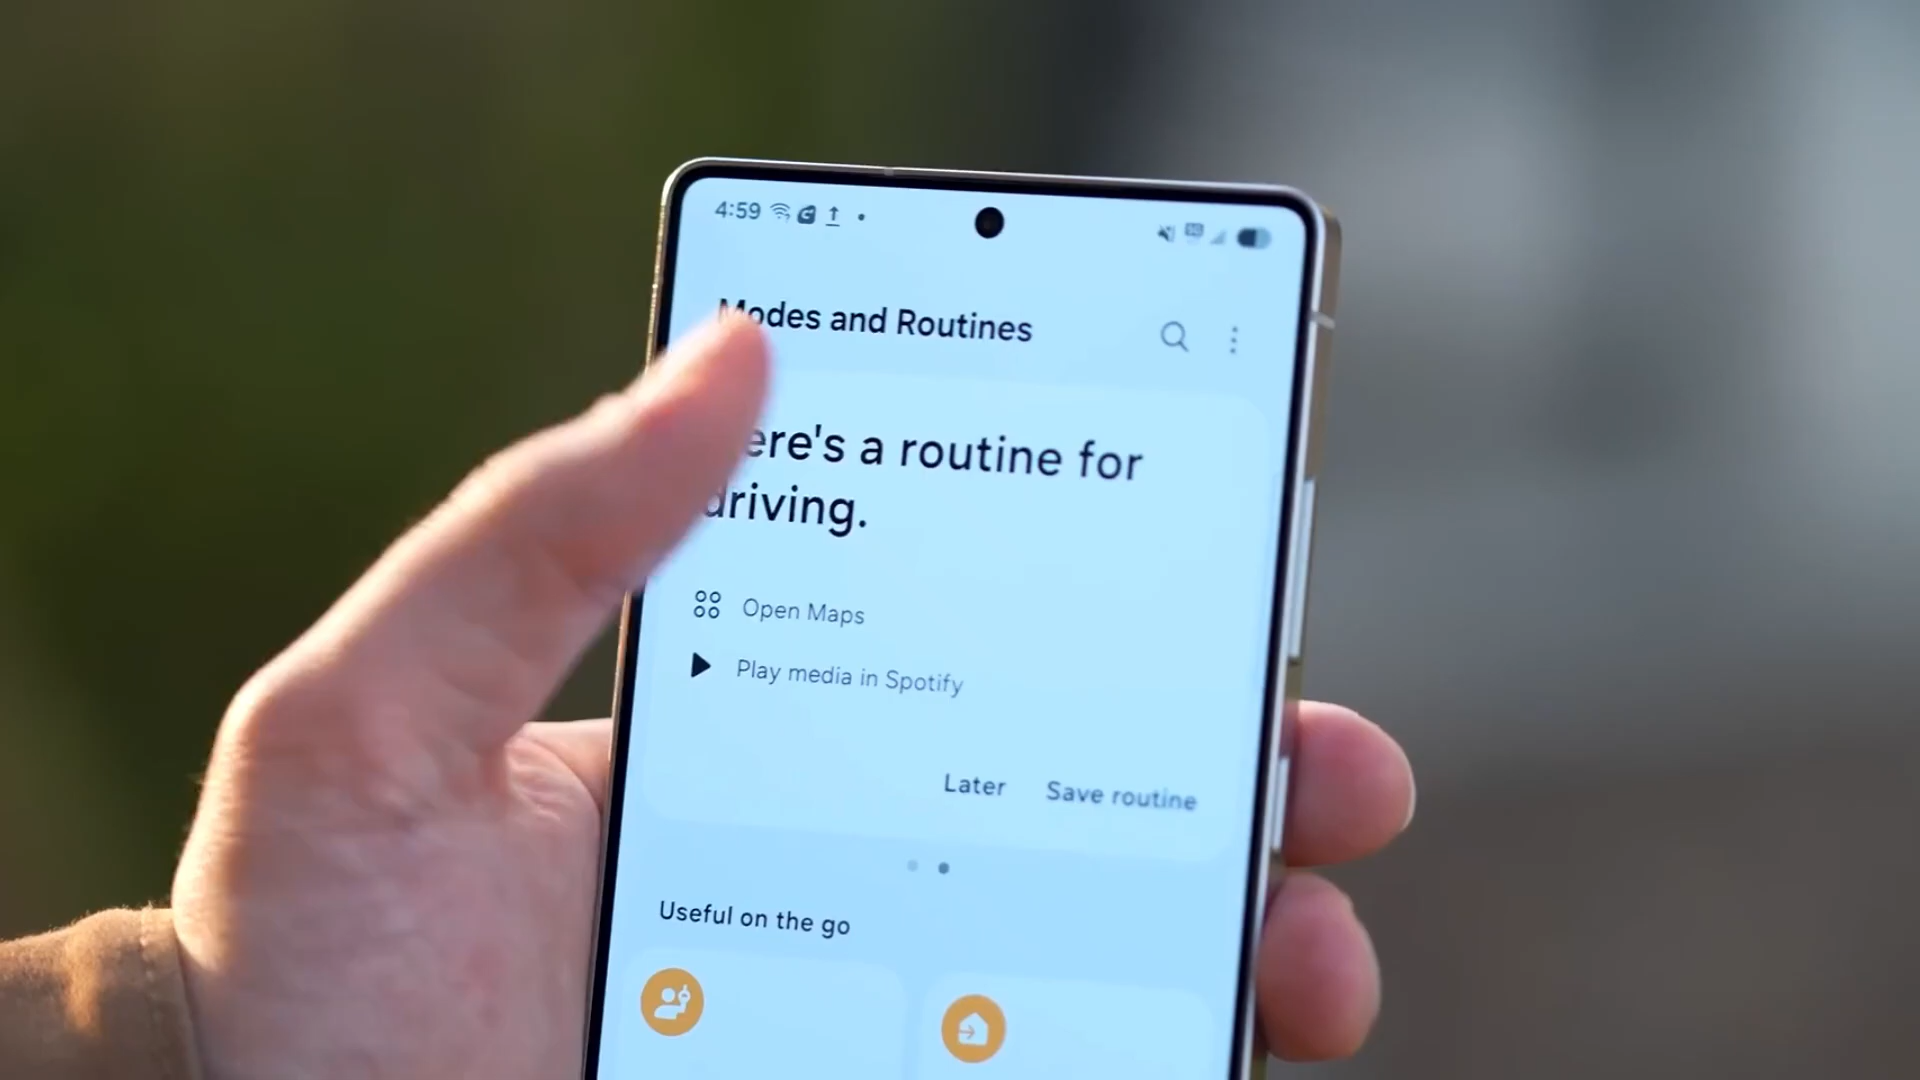 4:59
Modes and Routines
ere's a routine for
driving.
Open Maps
Play media in Spotify
Later Save routine
Useful on the go